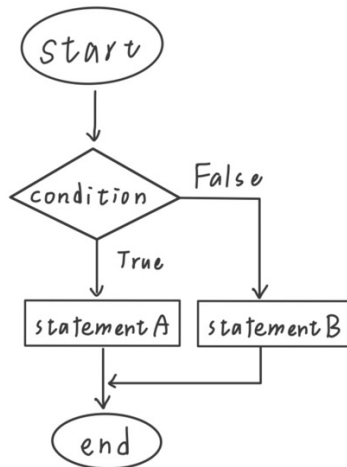 start
condition
False
True
statement A
statement B
end